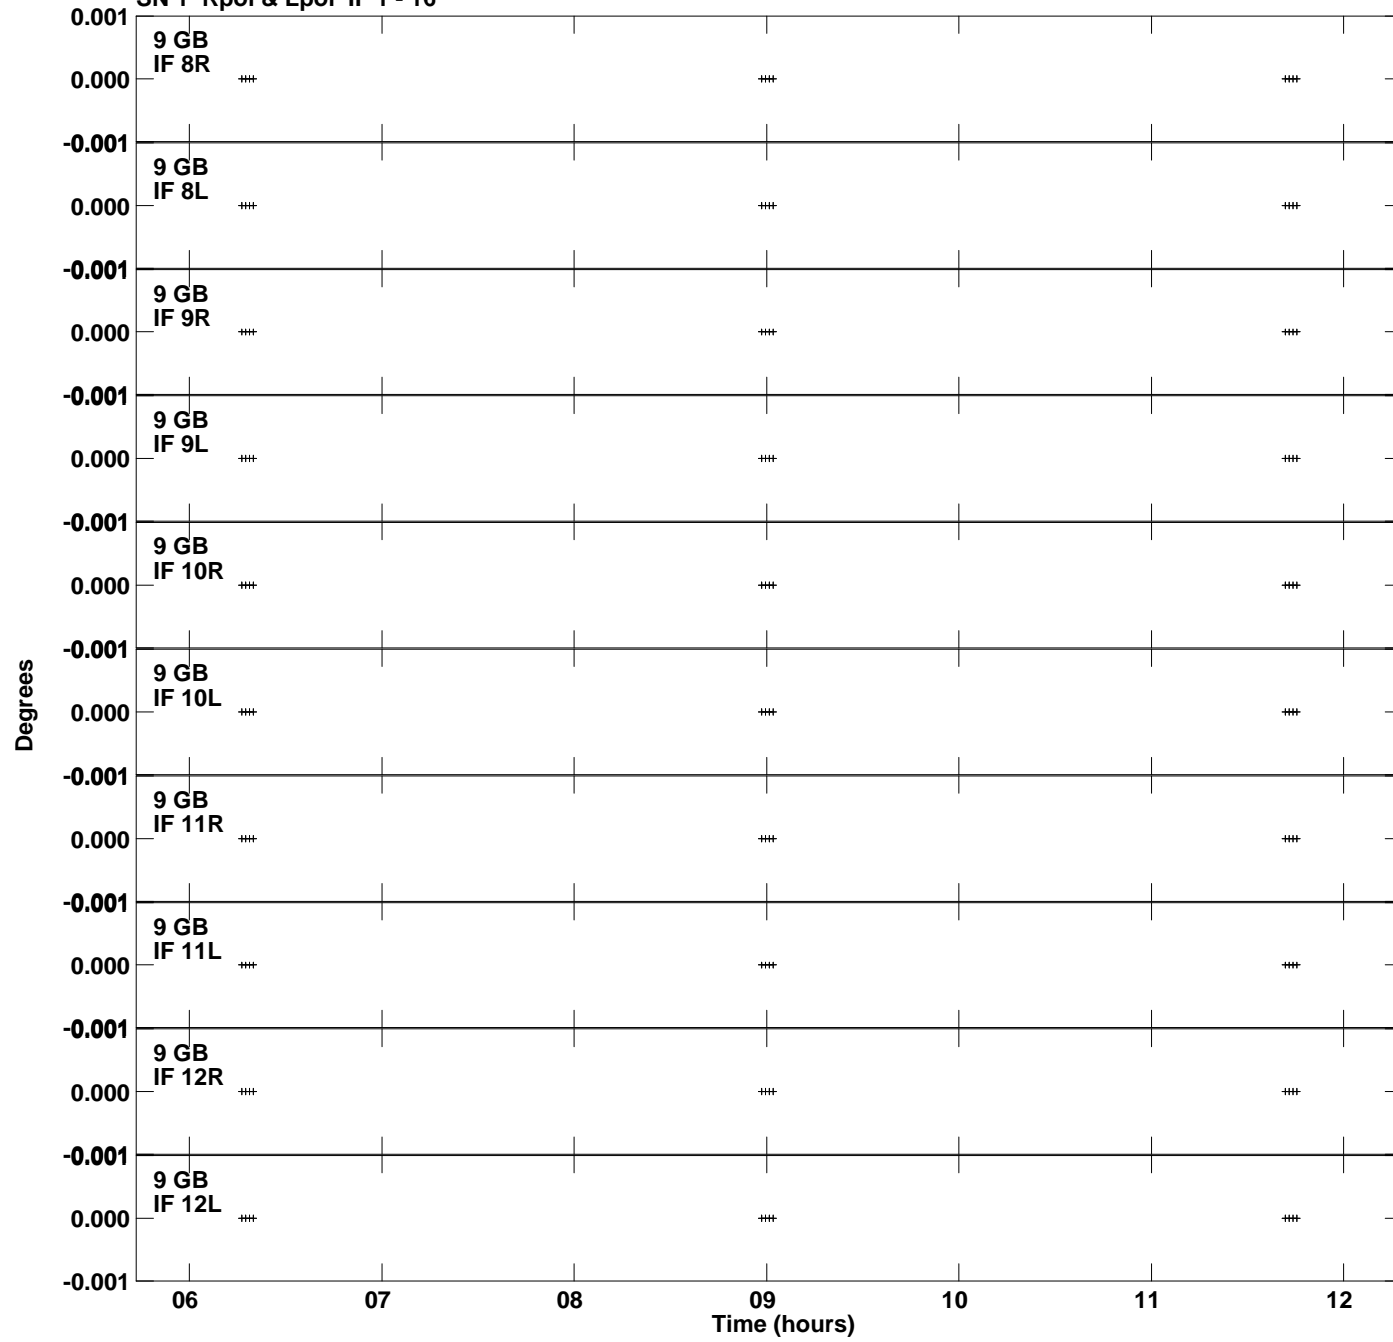 SN 1 Rpol & Lpol IF 1 - 16
0.001
9 GB
IF 8R
0.000
-0.001
9 GB
IF 8L
0.000
-0.001
9 GB
IF 9R
0.000
-0.001
9 GB
IF 9L
0.000
-0.001
9 GB
IF 10R
0.000
-0.001
9 GB
IF 10L
0.000
-0.001
9 GB
IF 11R
0.000
-0.001
9 GB
IF 11L
0.000
-0.001
9 GB
IF 12R
0.000
-0.001
9 GB
IF 12L
0.000
-0.001
Degrees
06 07 08 09 10 11 12
Time (hours)